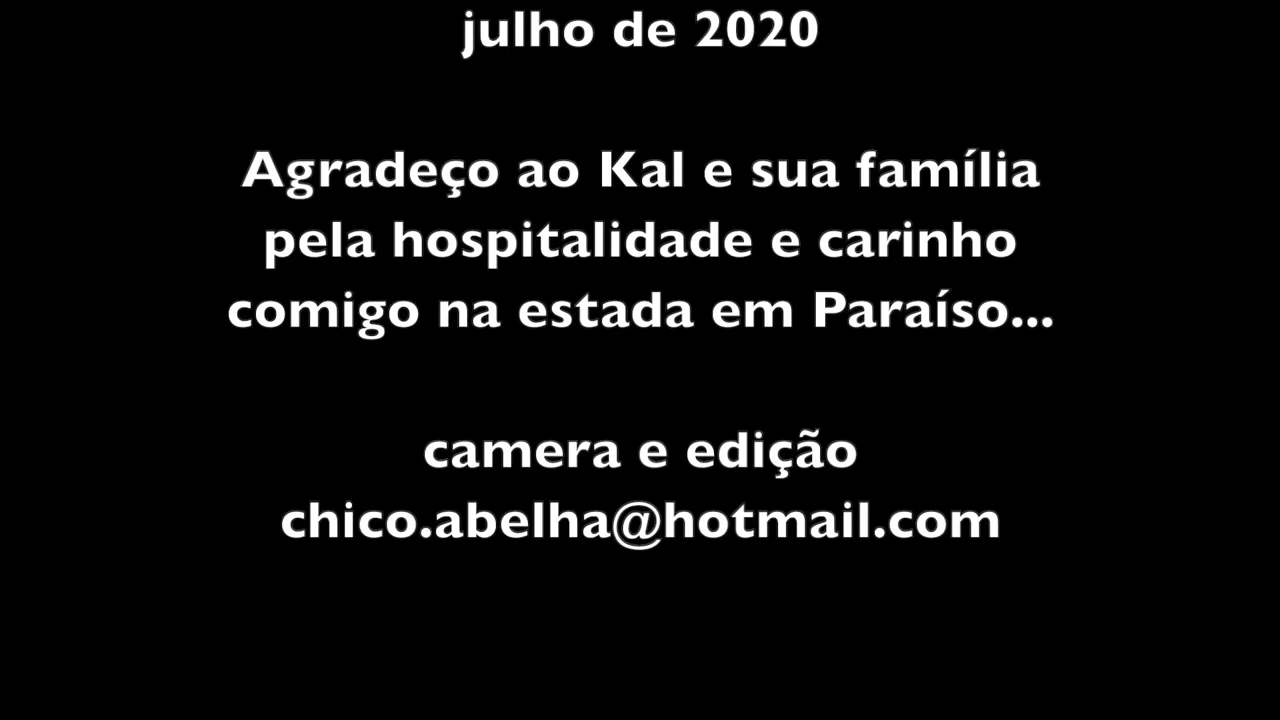 julho de 2020
Agradeço ao Kal e sua família
pela hospitalidade e carinho
comigo na estada em Paraíso...
camera e edição
chico.abelha@hotmail.com